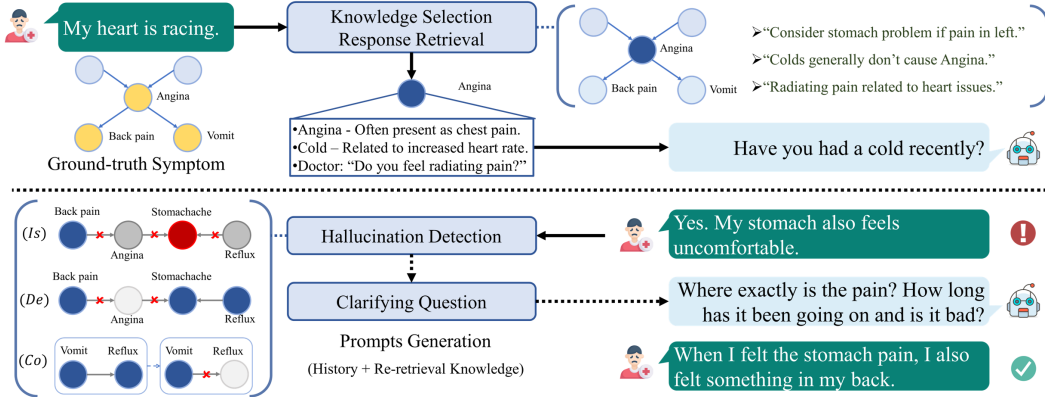 My heart is racing.
Knowledge Selection
Response Retrieval
Angina
Back pain
Vomit
➢“Consider stomach problem if pain in left.”
➢“Colds generally don’t cause Angina.”
➢“Radiating pain related to heart issues.”
Angina
Back pain
Vomit
Ground-truth Symptom
Angina
•Angina - Often present as chest pain.
•Cold – Related to increased heart rate.
•Doctor: “Do you feel radiating pain?”
Have you had a cold recently?
(Is)
Back pain
Stomachache
Angina
Reflux
(De)
Back pain
Stomachache
Angina
Reflux
(Co)
Vomit
Reflux
Vomit
Reflux
Hallucination Detection
Clarifying Question
Prompts Generation
(History + Re-retrieval Knowledge)
Yes. My stomach also feels
uncomfortable.
Where exactly is the pain? How long
has it been going on and is it bad?
When I felt the stomach pain, I also
felt something in my back.